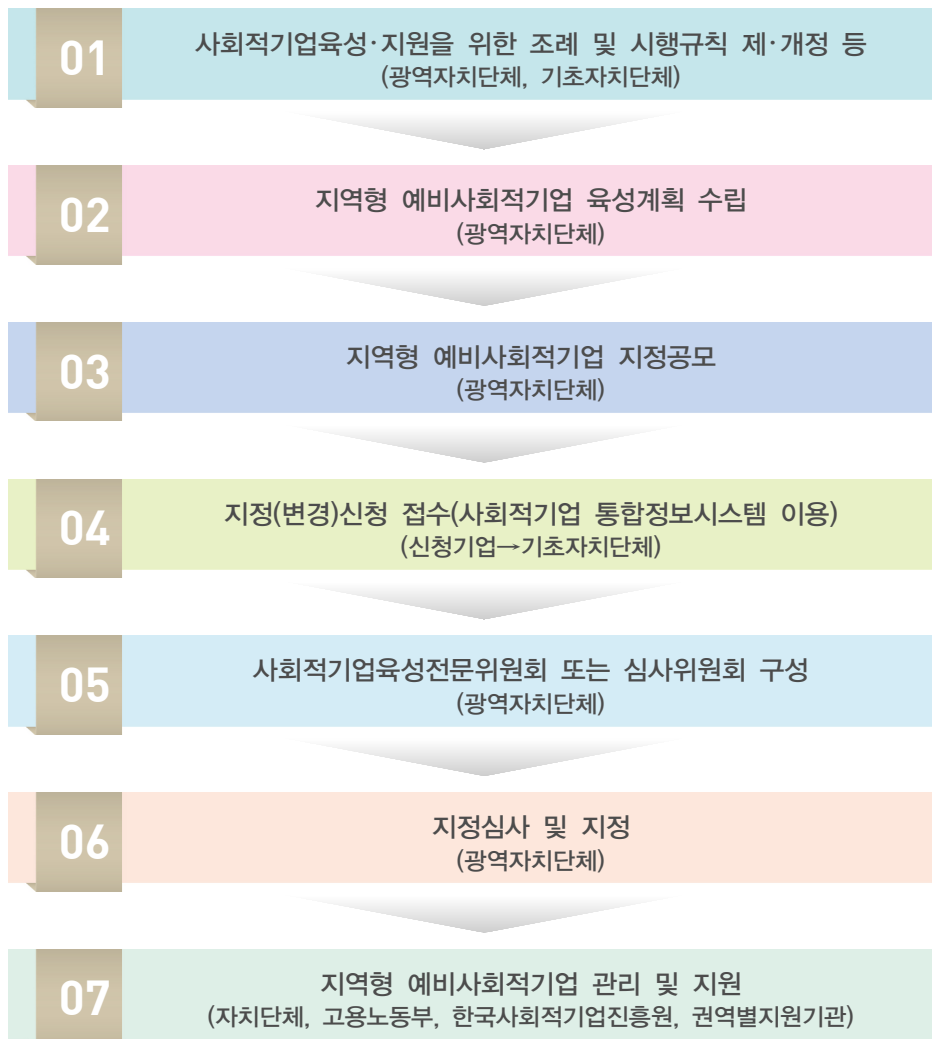 01
사회적기업육성·지원을 위한 조례 및 시행규칙 제·개정 등
(광역자치단체, 기초자치단체)
02
지역형 예비사회적기업 육성계획 수립
(광역자치단체)
03
지역형 예비사회적기업 지정공모
(광역자치단체)
04
지정(변경)신청 접수(사회적기업 통합정보시스템 이용)
(신청기업→기초자치단체)
05
사회적기업육성전문위원회 또는 심사위원회 구성
(광역자치단체)
06
지정심사 및 지정
(광역자치단체)
07
지역형 예비사회적기업 관리 및 지원
(자치단체, 고용노동부, 한국사회적기업진흥원, 권역별지원기관)